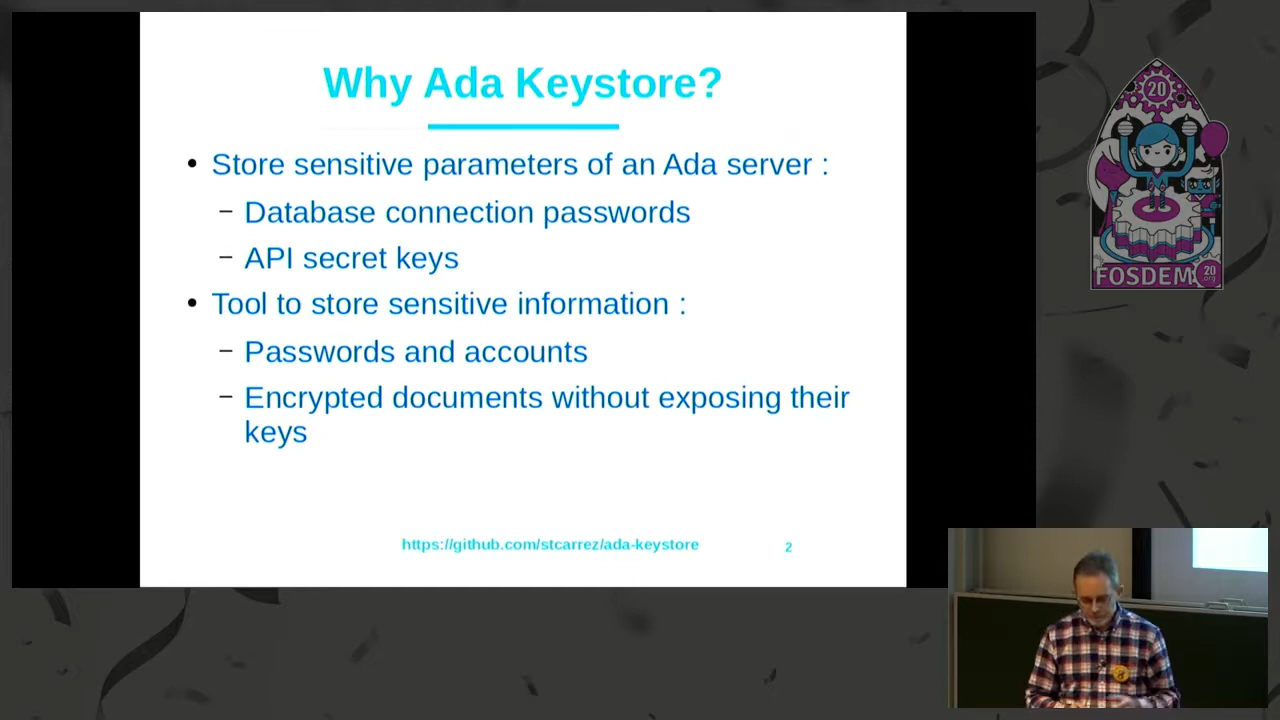 Why Ada Keystore?
• Store sensitive parameters of an Ada server :
– Database connection passwords
– API secret keys
• Tool to store sensitive information :
– Passwords and accounts
– Encrypted documents without exposing their
keys
https://github.com/stcarrez/ada-keystore
2
20
FOSDEM
20
.org